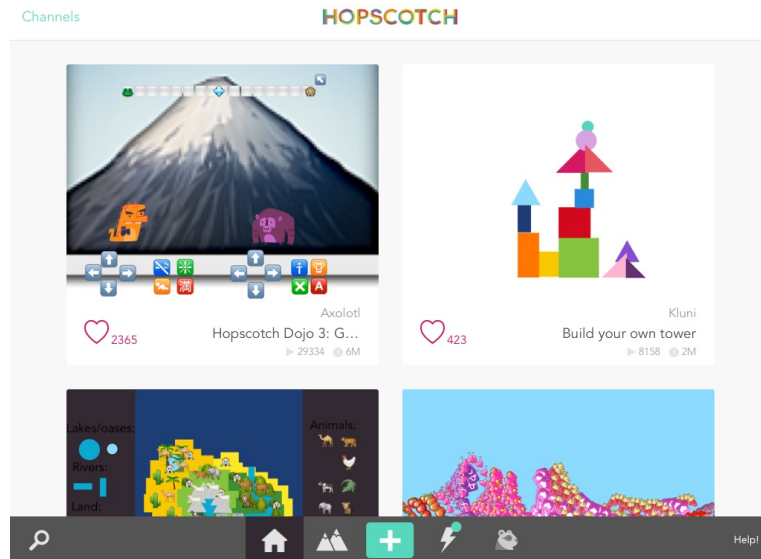 Channels
HOPSCOTCH
Axolotl
2365
Hopscotch Dojo 3: G...
29334 6M
Kluni
423
Build your own tower
8158 2M
Lakes/oases:
Rivers:
Land:
Animals:
A
Help!